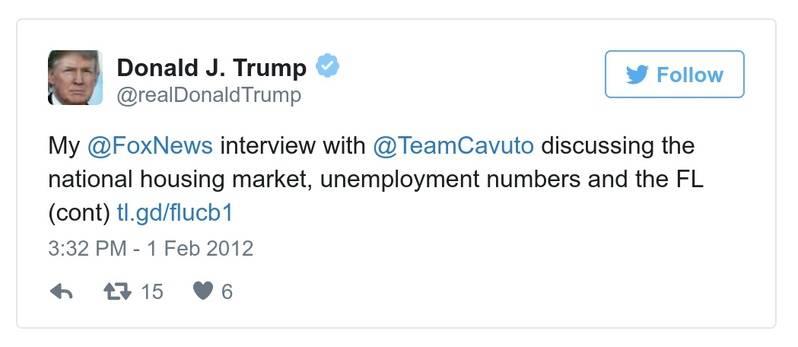 Donald J. Trump
@realDonaldTrump
Follow
My @FoxNews interview with @TeamCavuto discussing the
national housing market, unemployment numbers and the FL
(cont) tl.gd/flucb1
3:32 PM - 1 Feb 2012
15 6